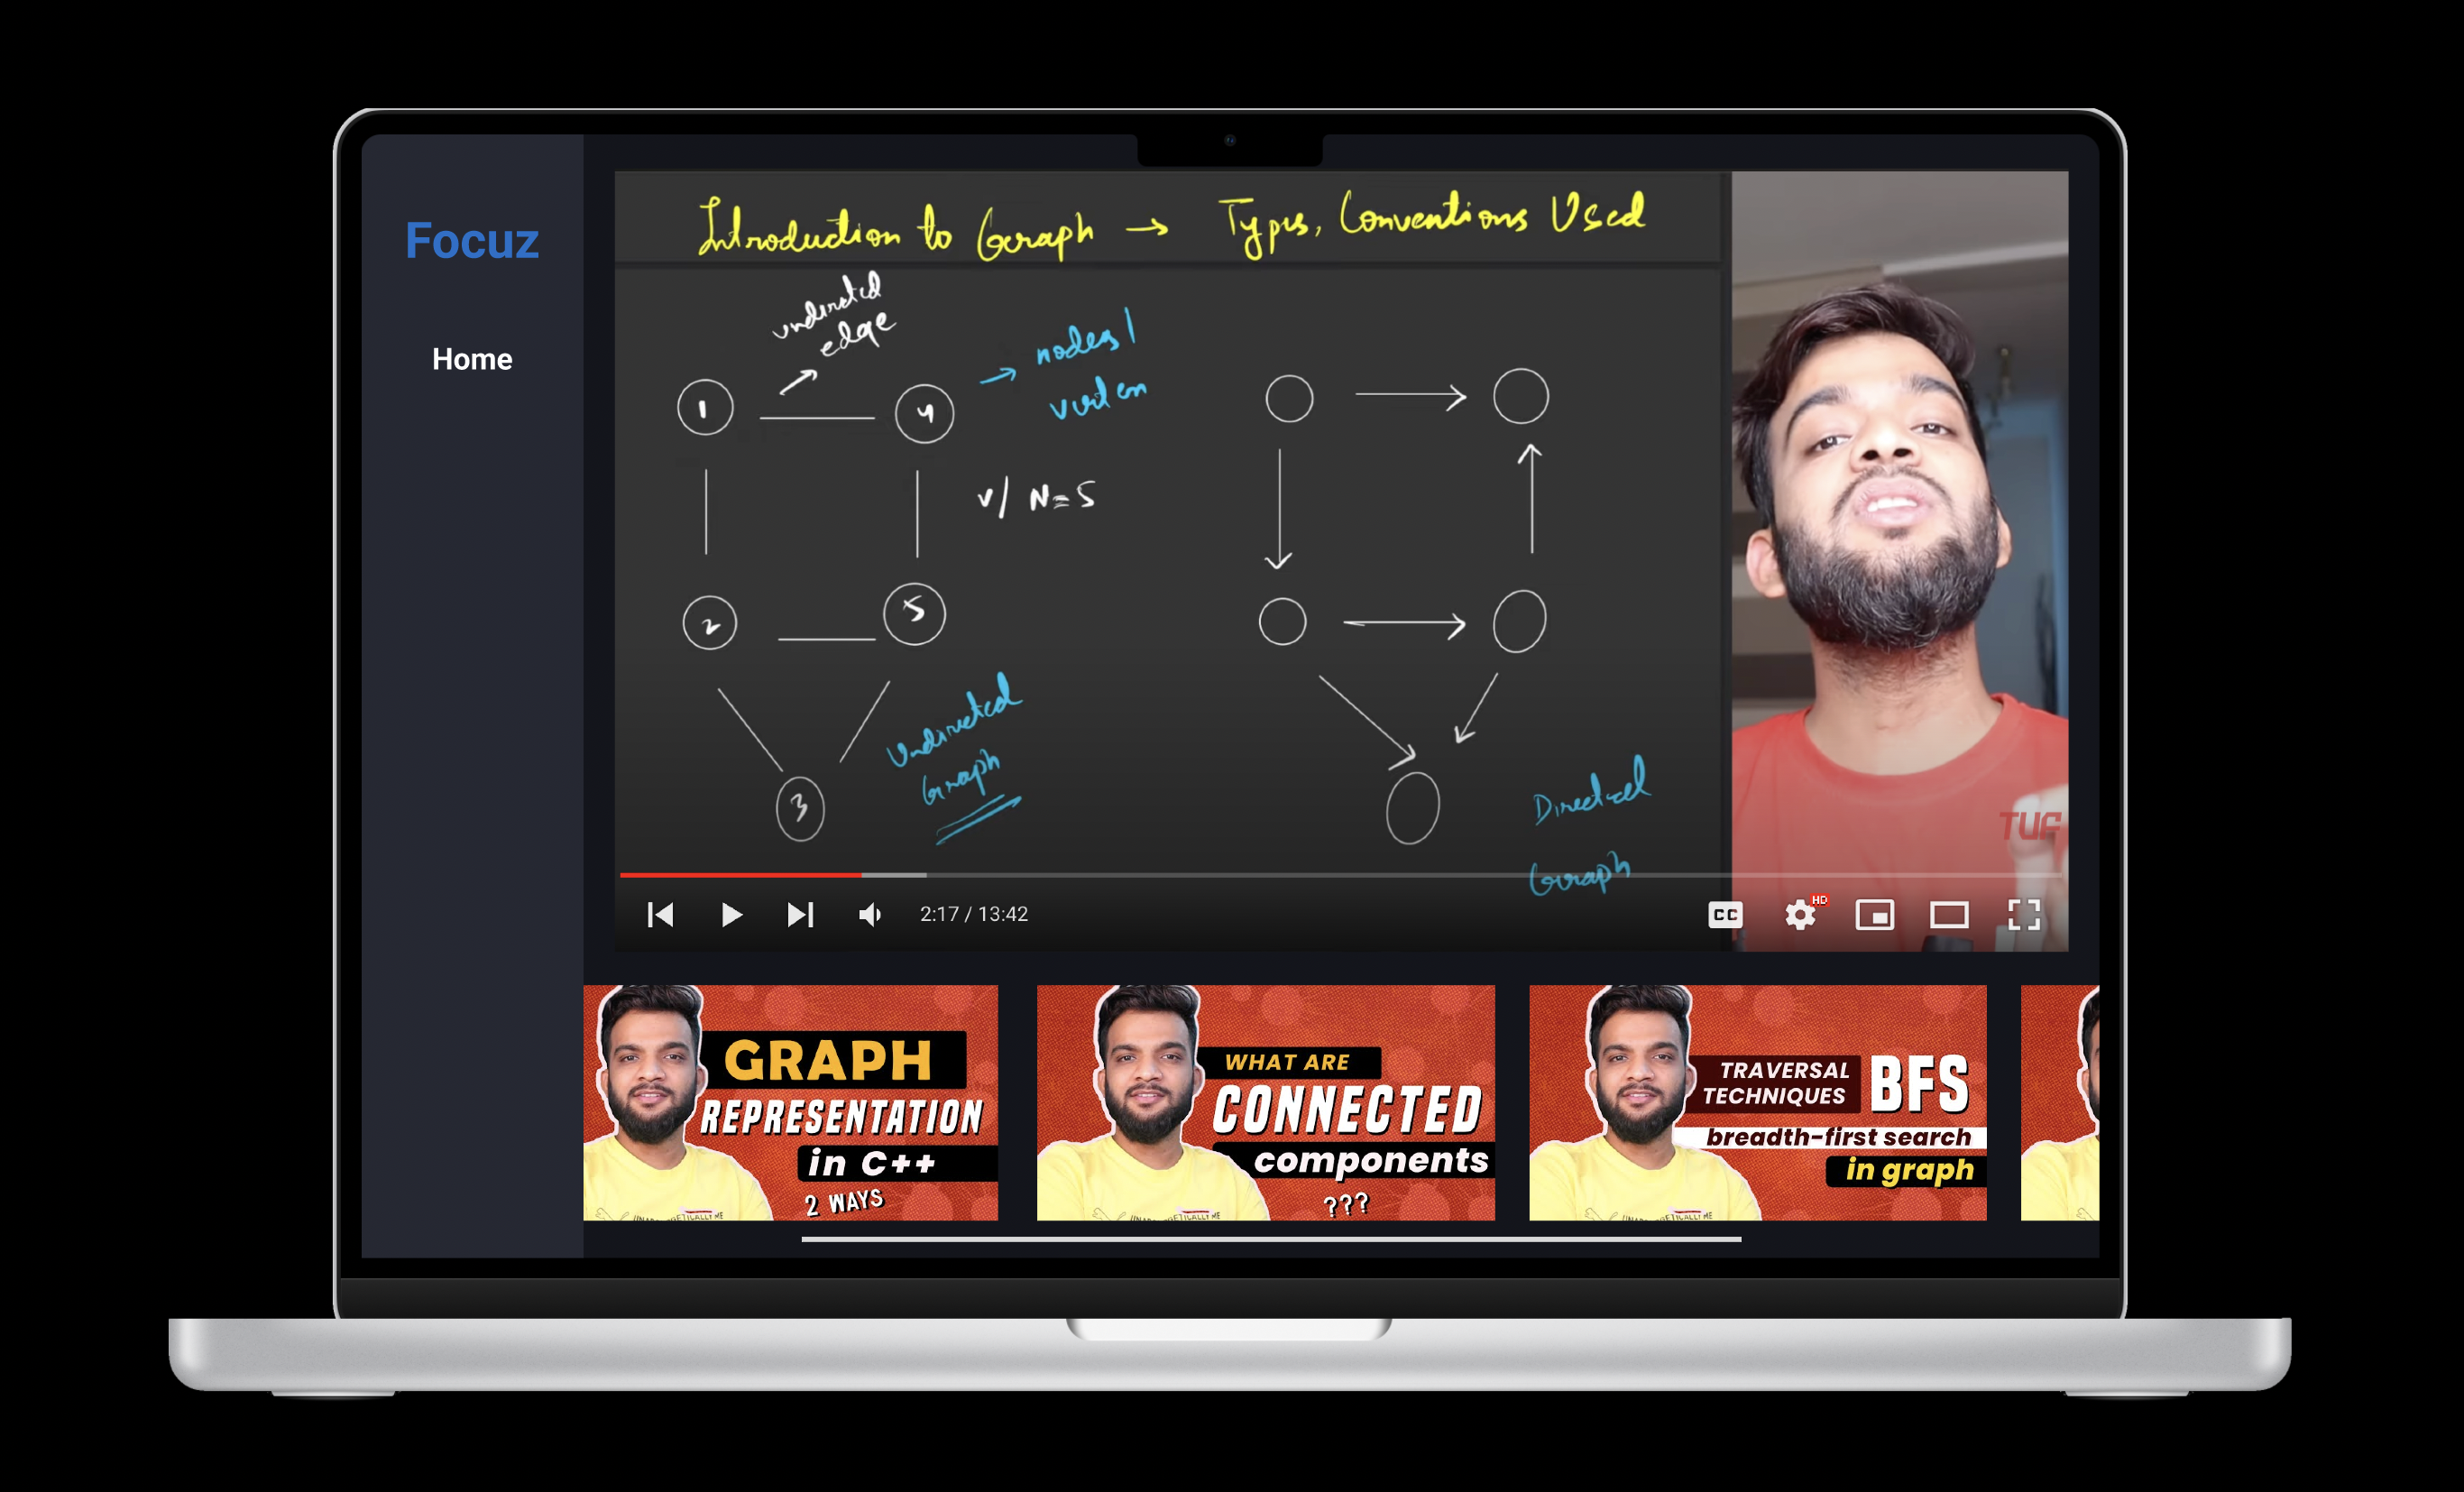 Focuz
Home
Introduction to Graph → Types, Conventions Used
undirected
edge
nodes/
1
4
v/ N=5
2
5
3
Undirected
Graph
Directed
Graph
TUF
2:17 / 13:42
CC
HD
GRAPH
REPRESENTATION
in C++
2 WAYS
WHAT ARE
CONNECTED
components
???
TRAVERSAL
TECHNIQUES
BFS
breadth-first search
in graph